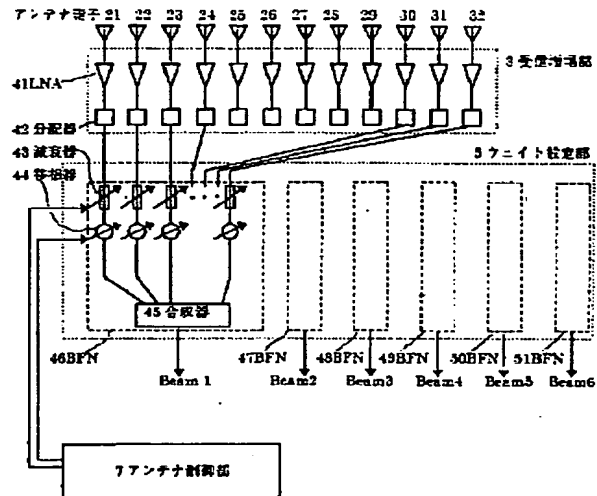 アンテナ素子 21 22 23 24 25 26 27 28 29 30 31 32
3 受信増幅部
41LNA
42 分配器
5 ウェイト設定部
43 減衰器
44 移相器
45 合成器
46BFN 47BFN 48BFN 49BFN 50BFN 51BFN
Beam 1 Beam2 Beam3 Beam4 Beam5 Beam6
7 アンテナ制御部